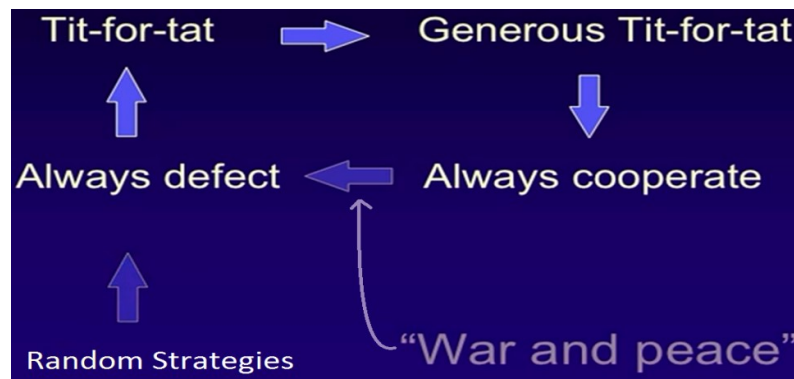 Tit-for-tat
Generous Tit-for-tat
Always defect
Always cooperate
“War and peace”
Random Strategies